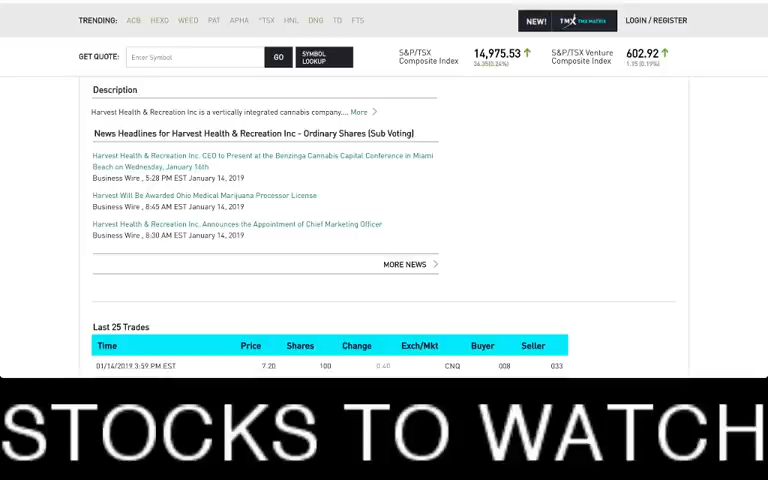 TRENDING: ACB HEXO WEED PAT APHA ^TSX HNL DNG TD FTS
NEW! TMX TMX MATRIX
LOGIN / REGISTER
GET QUOTE: Enter Symbol GO SYMBOL LOOKUP
S&P/TSX Composite Index 14,975.53
36.35(0.24%)
S&P/TSX Venture Composite Index 602.92
1.15 (0.19%)
Description
Harvest Health & Recreation Inc is a vertically integrated cannabis company.... More
News Headlines for Harvest Health & Recreation Inc - Ordinary Shares (Sub Voting)
Harvest Health & Recreation Inc. CEO to Present at the Benzinga Cannabis Capital Conference in Miami
Beach on Wednesday, January 16th
Business Wire , 5:28 PM EST January 14, 2019
Harvest Will Be Awarded Ohio Medical Marijuana Processor License
Business Wire , 8:45 AM EST January 14, 2019
Harvest Health & Recreation Inc. Announces the Appointment of Chief Marketing Officer
Business Wire , 8:30 AM EST January 14, 2019
MORE NEWS
Last 25 Trades
Time Price Shares Change Exch/Mkt Buyer Seller
01/14/2019 3:59 PM EST 7.20 100 0.40 CNQ 008 033
STOCKS TO WATCH